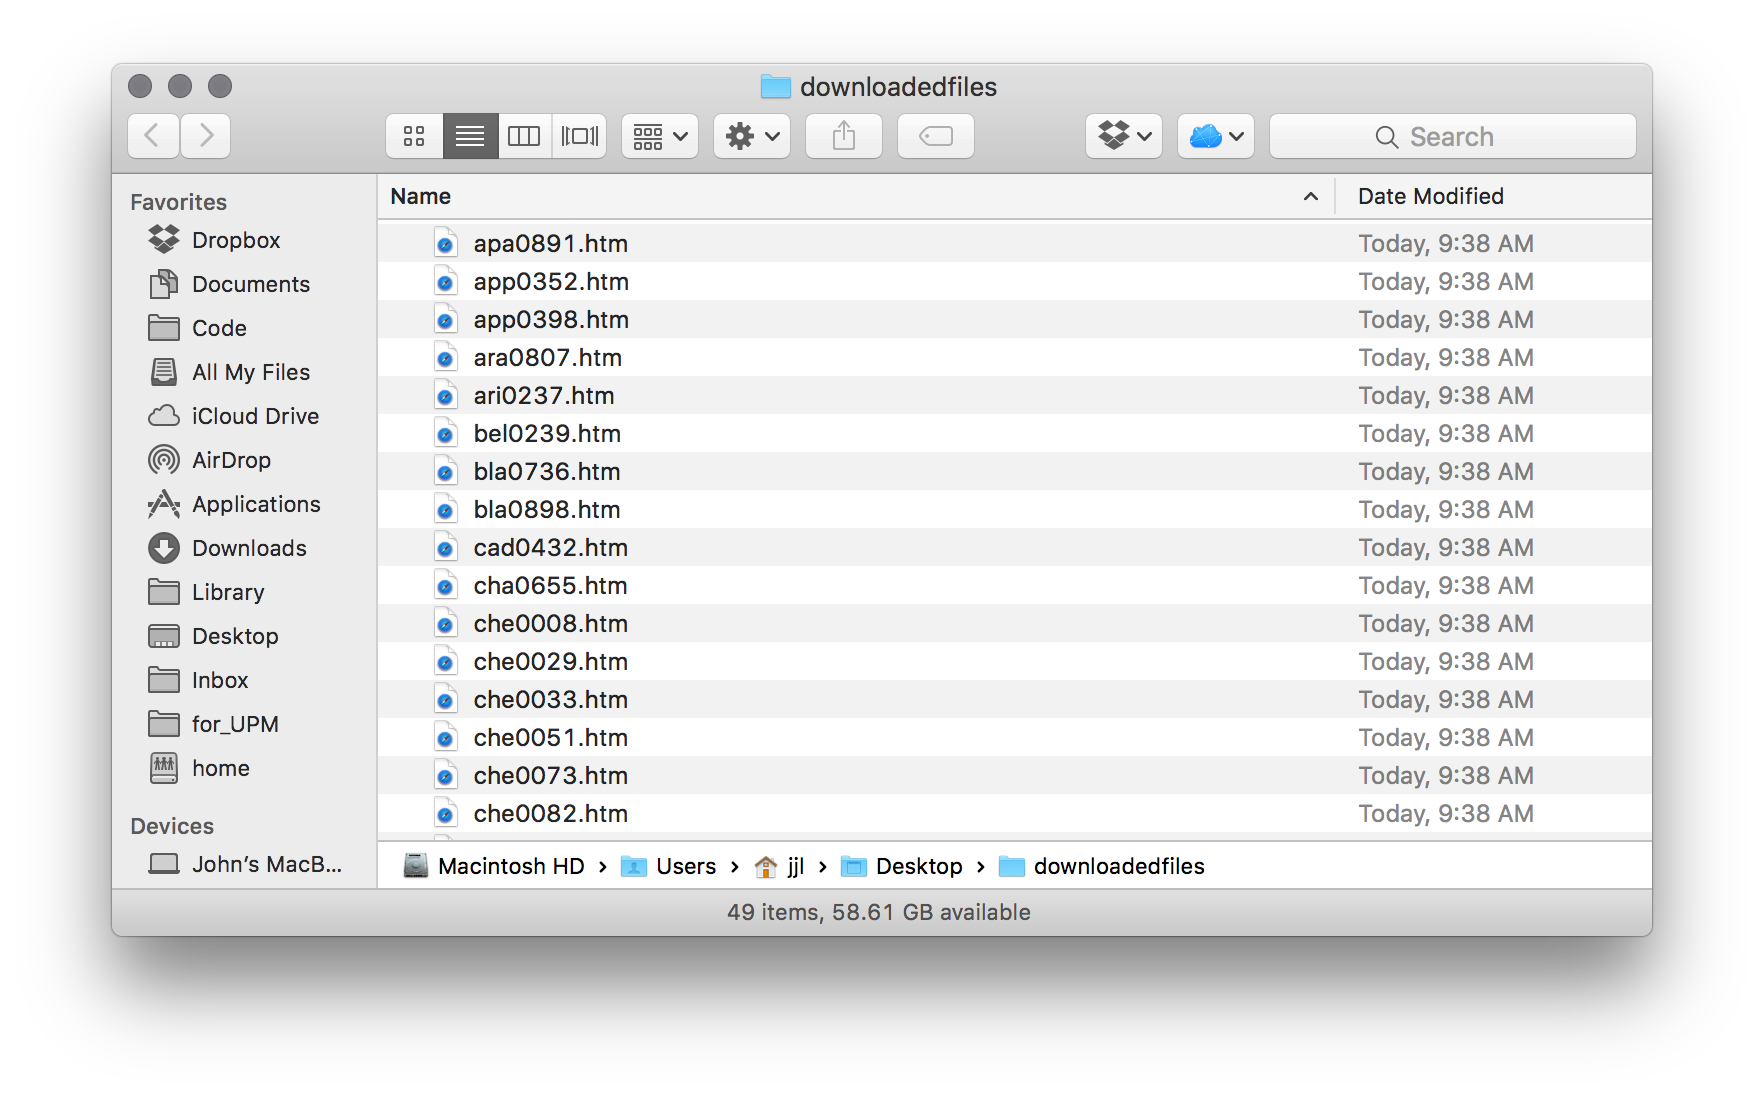 downloadedfiles
Search
Favorites
Dropbox
Documents
Code
All My Files
iCloud Drive
AirDrop
Applications
Downloads
Library
Desktop
Inbox
for_UPM
home
Devices
John’s MacB...
Name Date Modified
apa0891.htm Today, 9:38 AM
app0352.htm Today, 9:38 AM
app0398.htm Today, 9:38 AM
ara0807.htm Today, 9:38 AM
ari0237.htm Today, 9:38 AM
bel0239.htm Today, 9:38 AM
bla0736.htm Today, 9:38 AM
bla0898.htm Today, 9:38 AM
cad0432.htm Today, 9:38 AM
cha0655.htm Today, 9:38 AM
che0008.htm Today, 9:38 AM
che0029.htm Today, 9:38 AM
che0033.htm Today, 9:38 AM
che0051.htm Today, 9:38 AM
che0073.htm Today, 9:38 AM
che0082.htm Today, 9:38 AM
Macintosh HD › Users › jjl › Desktop › downloadedfiles
49 items, 58.61 GB available